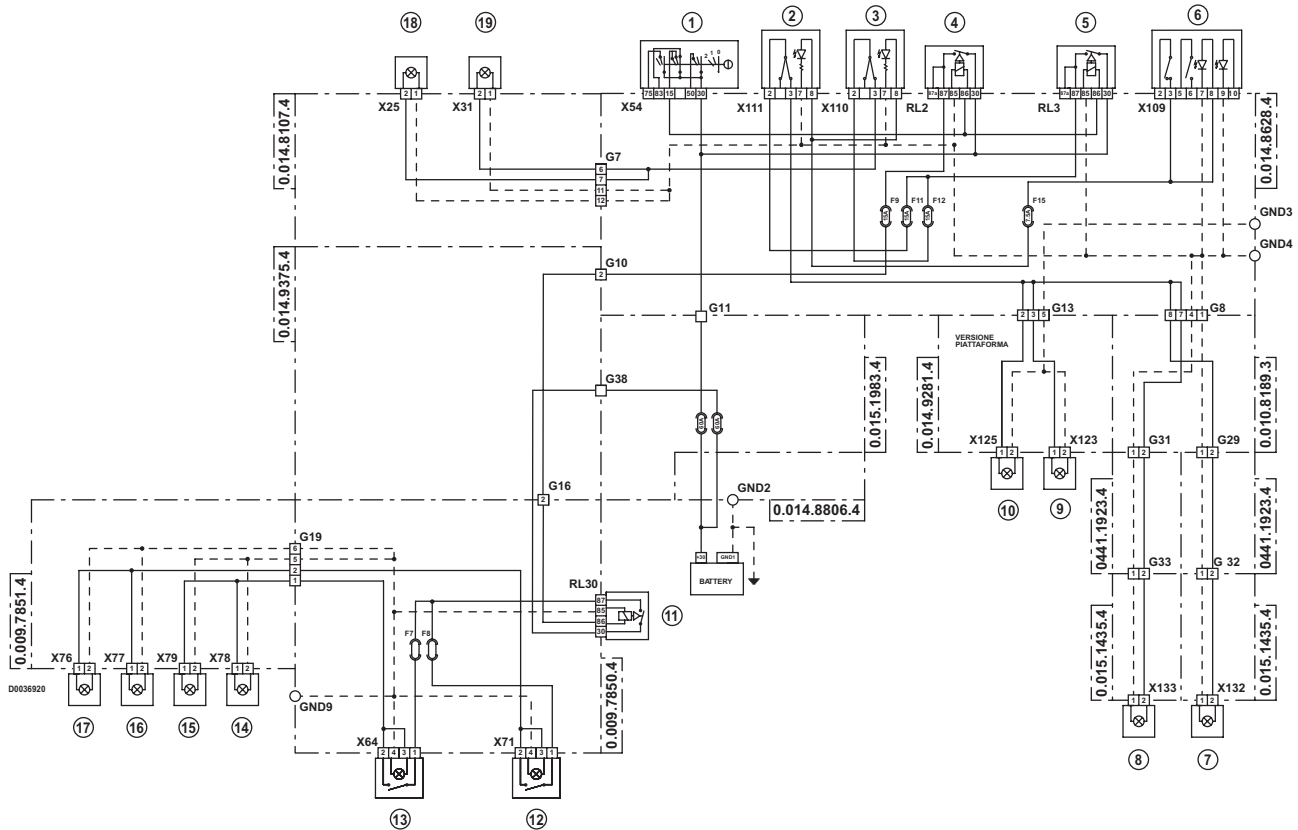 18 19 1 2 3 4 5 6
2 1 0
X25 2 1
X31 2 1
X54 75 83 15 50 30
X111 2 3 7 8
X110 2 3 7 8
RL2 87a 87 85 86 30
RL3 87a 87 85 86 30
X109 2 3 5 6 7 8 9 10
0.014.8107.4
0.014.8628.4
G7
6
7
11
12
F9 15A
F11 15A
F12 15A
F15 7.5A
GND3
GND4
0.014.9375.4
G10
2
G11
G13 2 3 5
G8 8 7 4 1
VERSIONE
PIATTAFORMA
G38
60A 60A
0.015.1983.4
0.014.9281.4
0.010.8189.3
X125 1 2
X123 1 2
G31 1 2
G29 1 2
10 9
G16
2
GND2
0.014.8806.4
0441.1923.4
0441.1923.4
G19
6
5
2
1
+30 GND1
BATTERY
G33 1 2
G 32 1 2
0.009.7851.4
RL30
87
85
86
30
11
F7 F8
0.015.1435.4
0.015.1435.4
X76 1 2
X77 1 2
X79 1 2
X78 1 2
D0036920
17 16 15 14
GND9
0.009.7850.4
X133 1 2
X132 1 2
8 7
X64 2 4 3 1
X71 2 4 3 1
13 12